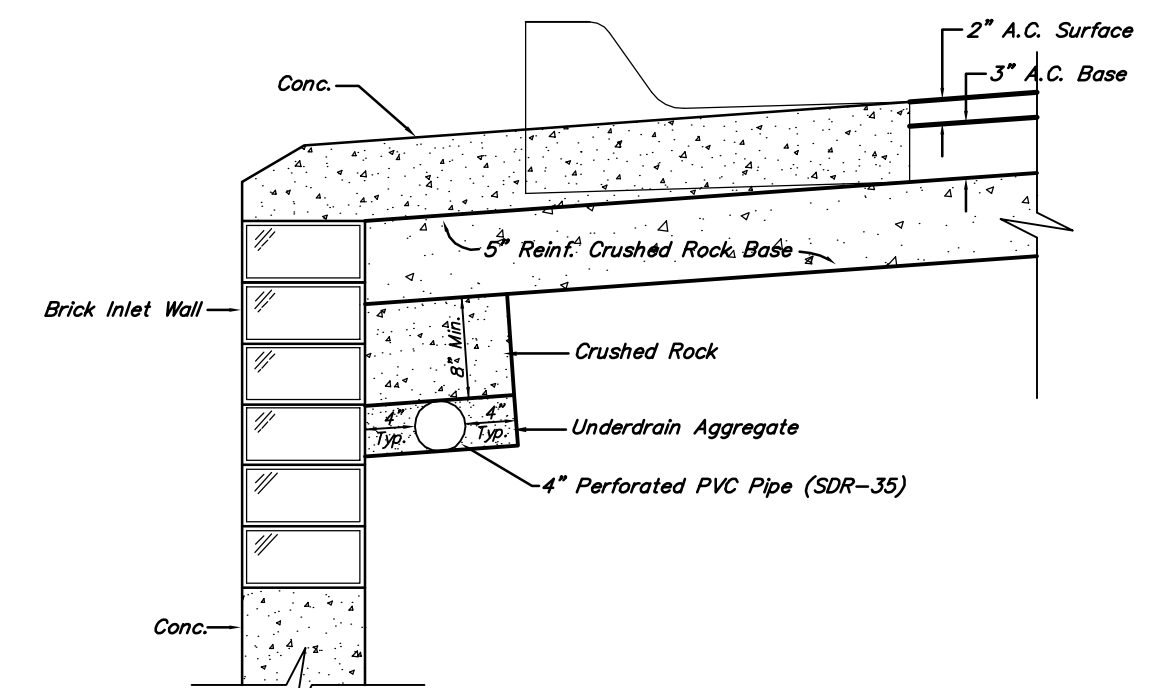 2" A.C. Surface
3" A.C. Base
Conc.
5" Reinf. Crushed Rock Base
Brick Inlet Wall
8" Min.
Crushed Rock
4"
Typ.
4"
Typ.
Underdrain Aggregate
4" Perforated PVC Pipe (SDR-35)
Conc.